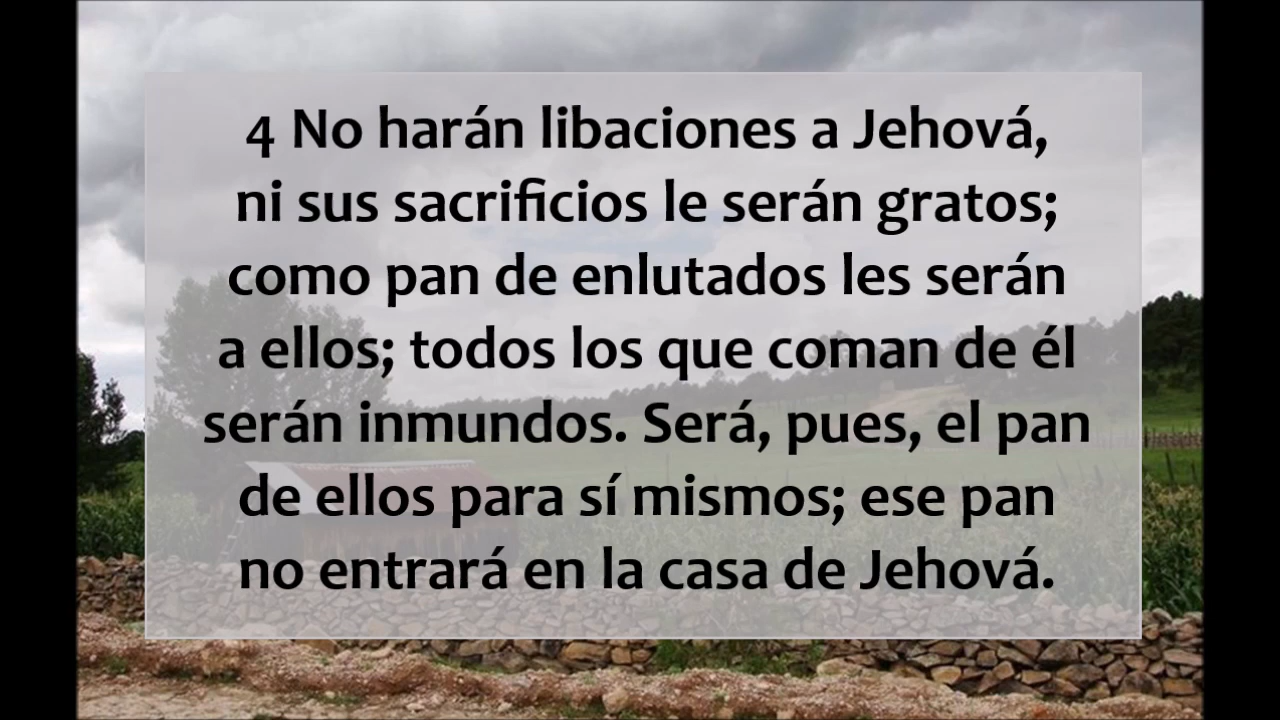 4 No harán libaciones a Jehová,
ni sus sacrificios le serán gratos;
como pan de enlutados les serán
a ellos; todos los que coman de él
serán inmundos. Será, pues, el pan
de ellos para sí mismos; ese pan
no entrará en la casa de Jehová.